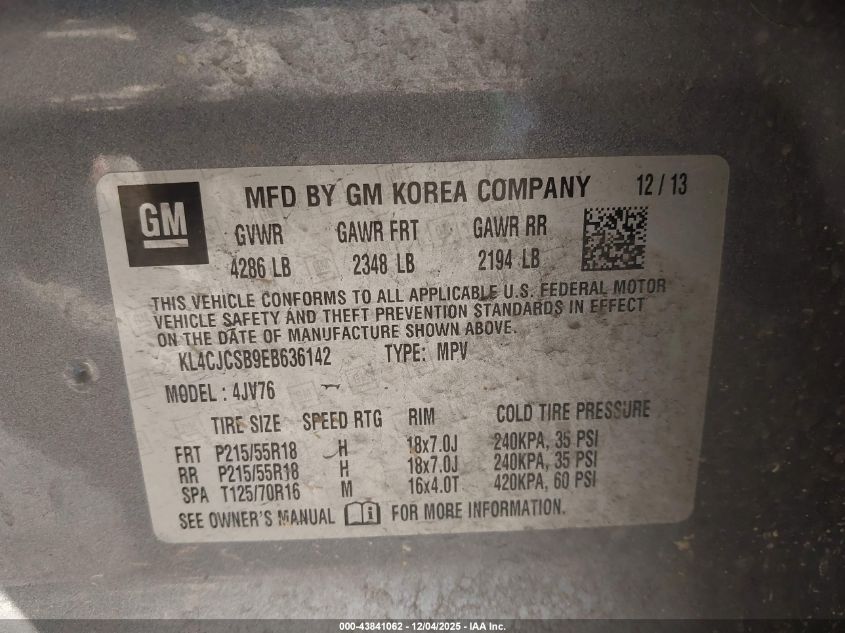 GM
MFD BY GM KOREA COMPANY 12 / 13
GVWR GAWR FRT GAWR RR
4286 LB 2348 LB 2194 LB
THIS VEHICLE CONFORMS TO ALL APPLICABLE U.S. FEDERAL MOTOR
VEHICLE SAFETY AND THEFT PREVENTION STANDARDS IN EFFECT
ON THE DATE OF MANUFACTURE SHOWN ABOVE.
KL4CJCSB9EB636142 TYPE: MPV
MODEL : 4JV76
TIRE SIZE SPEED RTG RIM COLD TIRE PRESSURE
FRT P215/55R18 H 18x7.0J 240KPA, 35 PSI
RR P215/55R18 H 18x7.0J 240KPA, 35 PSI
SPA T125/70R16 M 16x4.0T 420KPA, 60 PSI
SEE OWNER'S MANUAL i FOR MORE INFORMATION.
000-43841062 - 12/04/2025 - IAA Inc.